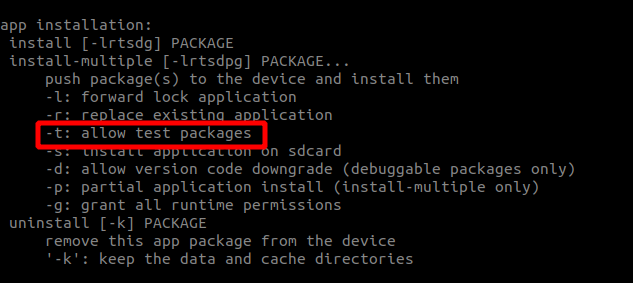 app installation:
install [-lrtsdg] PACKAGE
install-multiple [-lrtsdpg] PACKAGE...
push package(s) to the device and install them
-l: forward lock application
-r: replace existing application
-t: allow test packages
-s: install application on sdcard
-d: allow version code downgrade (debuggable packages only)
-p: partial application install (install-multiple only)
-g: grant all runtime permissions
uninstall [-k] PACKAGE
remove this app package from the device
'-k': keep the data and cache directories